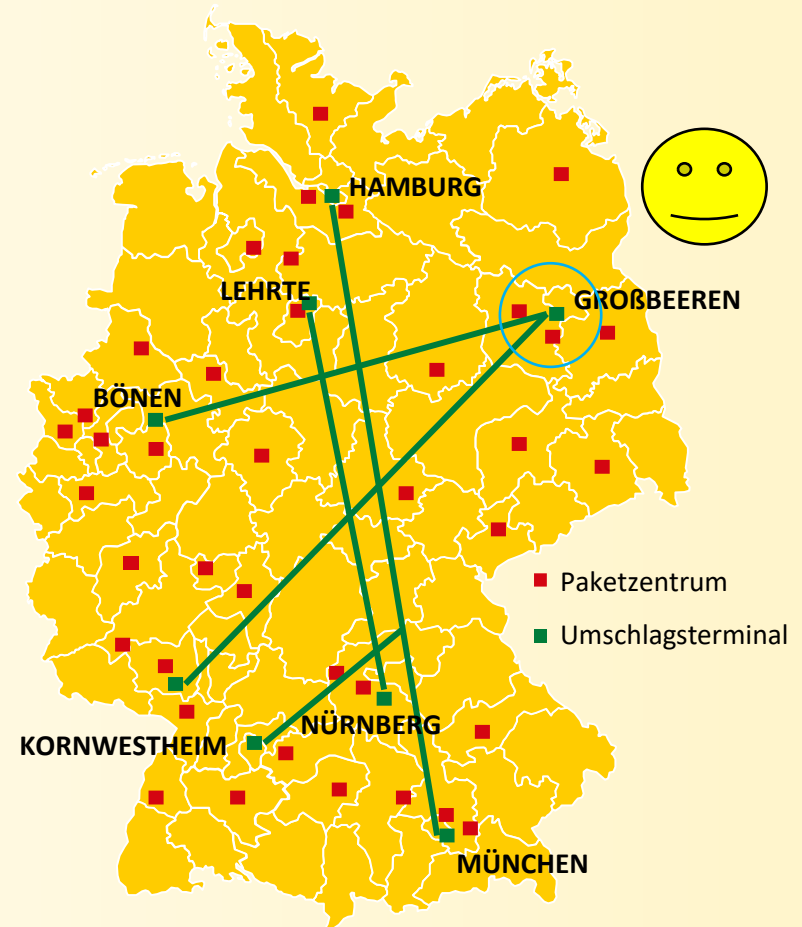 HAMBURG
LEHRTE
GROßBEEREN
BÖNEN
Paketzentrum
Umschlagsterminal
NÜRNBERG
KORNWESTHEIM
MÜNCHEN